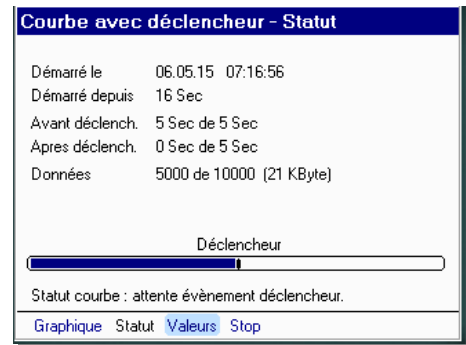 Courbe avec déclencheur - Statut
Démarré le 06.05.15 07:16:56
Démarré depuis 16 Sec
Avant déclench. 5 Sec de 5 Sec
Apres déclench. 0 Sec de 5 Sec
Données 5000 de 10000 (21 KByte)
Déclencheur
Statut courbe : attente évènement déclencheur.
Graphique Statut Valeurs Stop